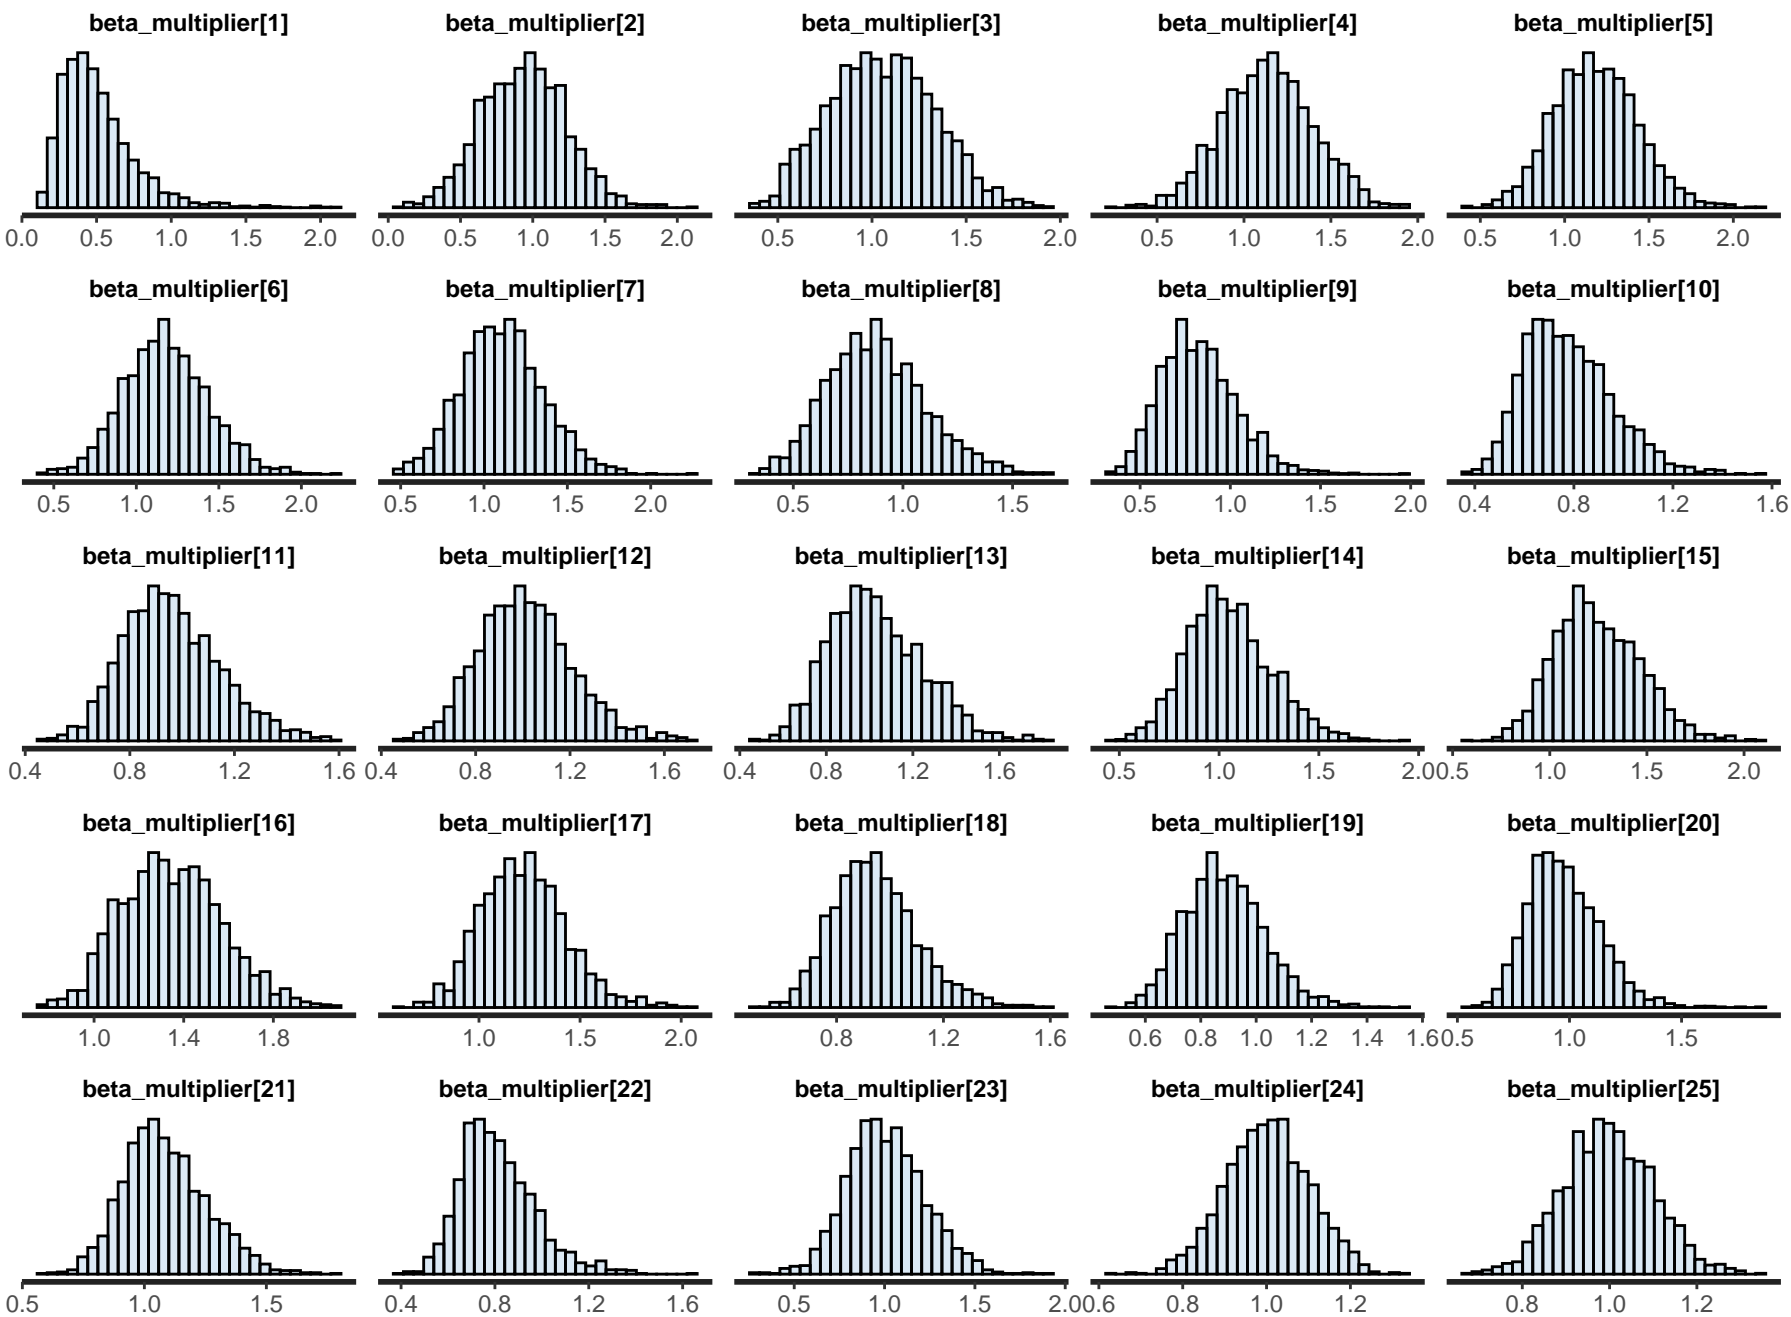 beta_multiplier[1] beta_multiplier[2] beta_multiplier[3] beta_multiplier[4] beta_multiplier[5]
0.0 0.5 1.0 1.5 2.0 0.0 0.5 1.0 1.5 2.0 0.5 1.0 1.5 2.0 0.5 1.0 1.5 2.0 0.5 1.0 1.5 2.0
beta_multiplier[6] beta_multiplier[7] beta_multiplier[8] beta_multiplier[9] beta_multiplier[10]
0.5 1.0 1.5 2.0 0.5 1.0 1.5 2.0 0.5 1.0 1.5 0.5 1.0 1.5 2.0 0.4 0.8 1.2 1.6
beta_multiplier[11] beta_multiplier[12] beta_multiplier[13] beta_multiplier[14] beta_multiplier[15]
0.4 0.8 1.2 1.6 0.4 0.8 1.2 1.6 0.4 0.8 1.2 1.6 0.5 1.0 1.5 2.0 0.5 1.0 1.5 2.0
beta_multiplier[16] beta_multiplier[17] beta_multiplier[18] beta_multiplier[19] beta_multiplier[20]
1.0 1.4 1.8 1.0 1.5 2.0 0.8 1.2 1.6 0.6 0.8 1.0 1.2 1.4 1.6 0.5 1.0 1.5
beta_multiplier[21] beta_multiplier[22] beta_multiplier[23] beta_multiplier[24] beta_multiplier[25]
0.5 1.0 1.5 0.4 0.8 1.2 1.6 0.5 1.0 1.5 2.0 0.6 0.8 1.0 1.2 0.8 1.0 1.2